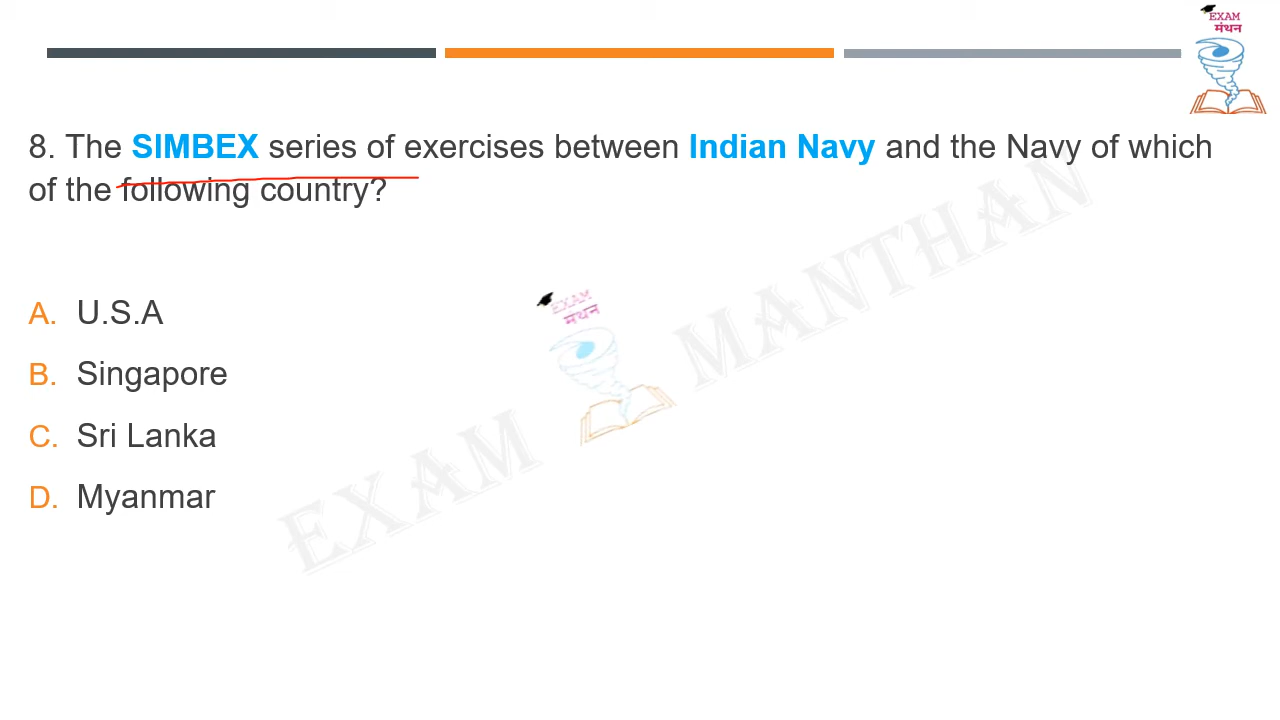 EXAM
मंथन
8. The SIMBEX series of exercises between Indian Navy and the Navy of which
of the following country?
A. U.S.A
B. Singapore
C. Sri Lanka
D. Myanmar
EXAM
मंथन
EXAM MANTHAN